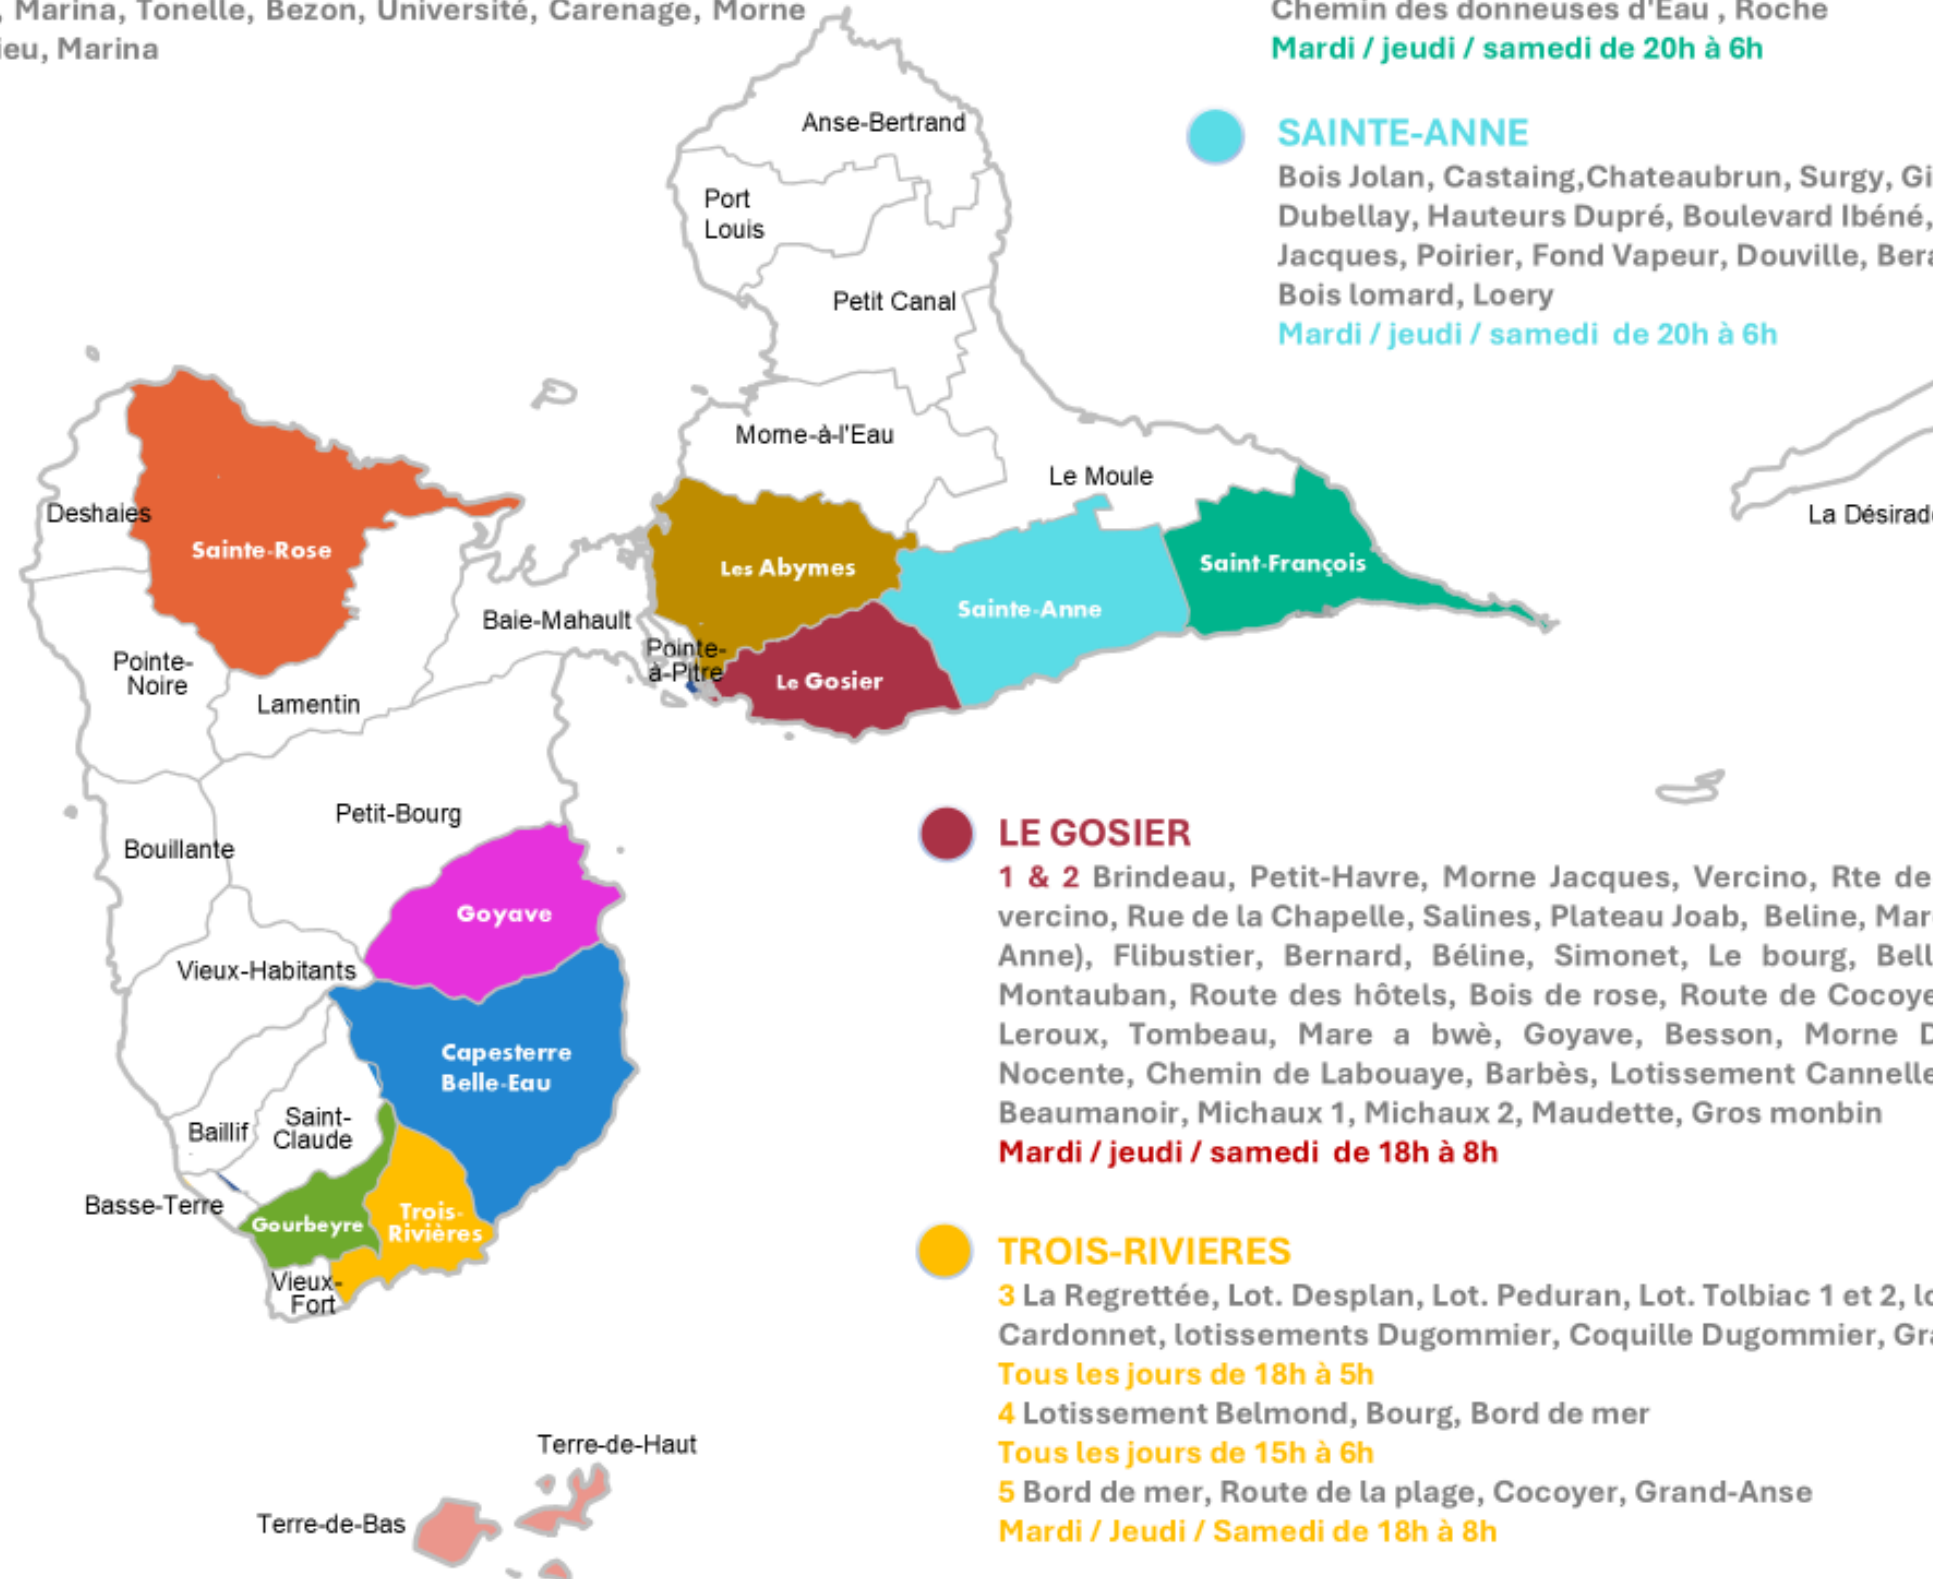 , Marina, Tonelle, Bezon, Université, Carenage, Morne
ieu, Marina
Chemin des donneuses d'Eau , Roche
Mardi / jeudi / samedi de 20h à 6h
SAINTE-ANNE
Bois Jolan, Castaing,Chateaubrun, Surgy, Gi
Dubellay, Hauteurs Dupré, Boulevard Ibéné,
Jacques, Poirier, Fond Vapeur, Douville, Bera
Bois lomard, Loery
Mardi / jeudi / samedi  de 20h à 6h
Anse-Bertrand
Port
Louis
Petit Canal
Morne-à-l'Eau
Le Moule
Deshaies
Sainte-Rose
Les Abymes
Saint-François
Sainte-Anne
La Désirad
Baie-Mahault
Pointe-
à-Pitre
Le Gosier
Pointe-
Noire
Lamentin
Petit-Bourg
Bouillante
Goyave
Vieux-Habitants
Capesterre
Belle-Eau
Saint-
Claude
Baillif
Basse-Terre
Gourbeyre
Trois-
Rivières
Vieux-
Fort
Terre-de-Haut
Terre-de-Bas
LE GOSIER
1 & 2 Brindeau, Petit-Havre, Morne Jacques, Vercino, Rte de
vercino, Rue de la Chapelle, Salines, Plateau Joab,  Beline, Mar
Anne), Flibustier, Bernard, Béline, Simonet, Le bourg, Bell
Montauban, Route des hôtels, Bois de rose, Route de Cocoye
Leroux, Tombeau, Mare a bwè, Goyave, Besson, Morne D
Nocente, Chemin de Labouaye, Barbès, Lotissement Cannelle
Beaumanoir, Michaux 1, Michaux 2, Maudette, Gros monbin
Mardi / jeudi / samedi  de 18h à 8h
TROIS-RIVIERES
3 La Regrettée, Lot. Desplan, Lot. Peduran, Lot. Tolbiac 1 et 2, lo
Cardonnet, lotissements Dugommier, Coquille Dugommier, Gra
Tous les jours de 18h à 5h
4 Lotissement Belmond, Bourg, Bord de mer
Tous les jours de 15h à 6h
5 Bord de mer, Route de la plage, Cocoyer, Grand-Anse
Mardi / Jeudi / Samedi de 18h à 8h